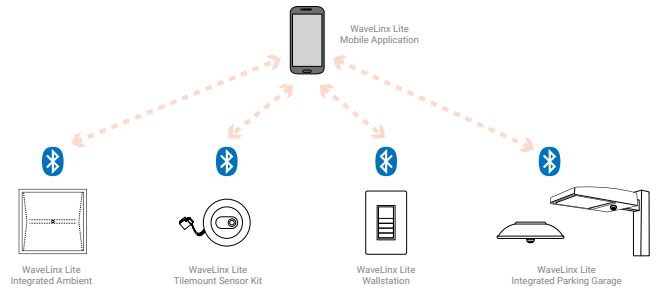 WaveLinx Lite
Mobile Application
WaveLinx Lite
Integrated Ambient
WaveLinx Lite
Tilemount Sensor Kit
WaveLinx Lite
Wallstation
WaveLinx Lite
Integrated Parking Garage